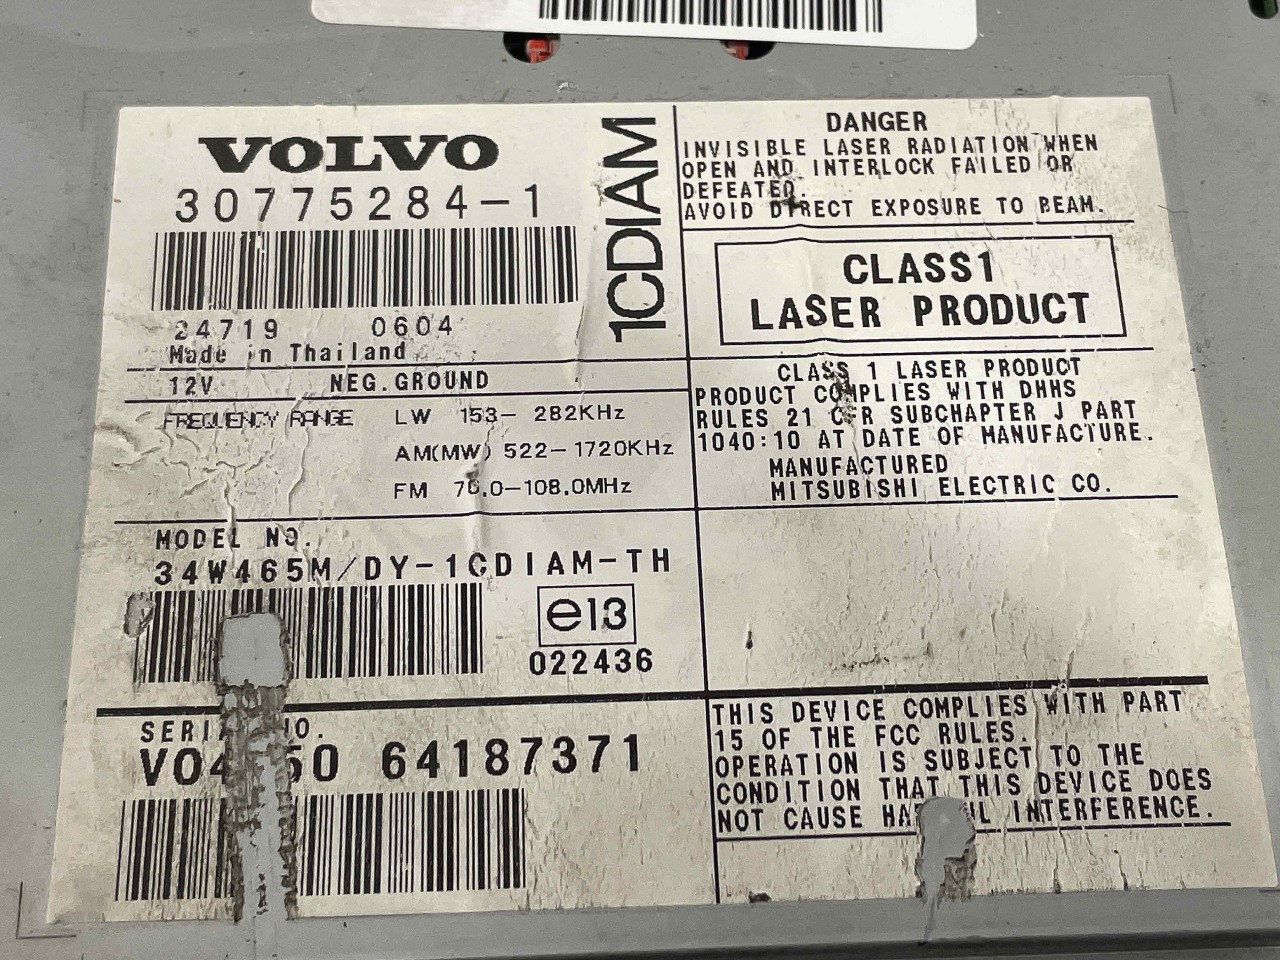 VOLVO
30775284-1
1CDIAM
24719 0604
Made in Thailand
12V NEG.GROUND
FREQUENCY RANGE LW 153- 282KHz
AM(MW) 522-1720KHz
FM 76.0-108.0MHz
MODEL NO.
34W465M/DY-1CDIAM-TH
e13
022436
SERIAL NO.
64187371
DANGER
INVISIBLE LASER RADIATION WHEN
OPEN AND INTERLOCK FAILED OR
DEFEATED.
AVOID DIRECT EXPOSURE TO BEAM.
CLASS1
LASER PRODUCT
CLASS 1 LASER PRODUCT
PRODUCT COMPLIES WITH DHHS
RULES 21 CFR SUBCHAPTER J PART
1040:10 AT DATE OF MANUFACTURE.
MANUFACTURED
MITSUBISHI ELECTRIC CO.
THIS DEVICE COMPLIES WITH PART
15 OF THE FCC RULES.
OPERATION IS SUBJECT TO THE
CONDITION THAT THIS DEVICE DOES
NOT CAUSE HARMFUL INTERFERENCE.